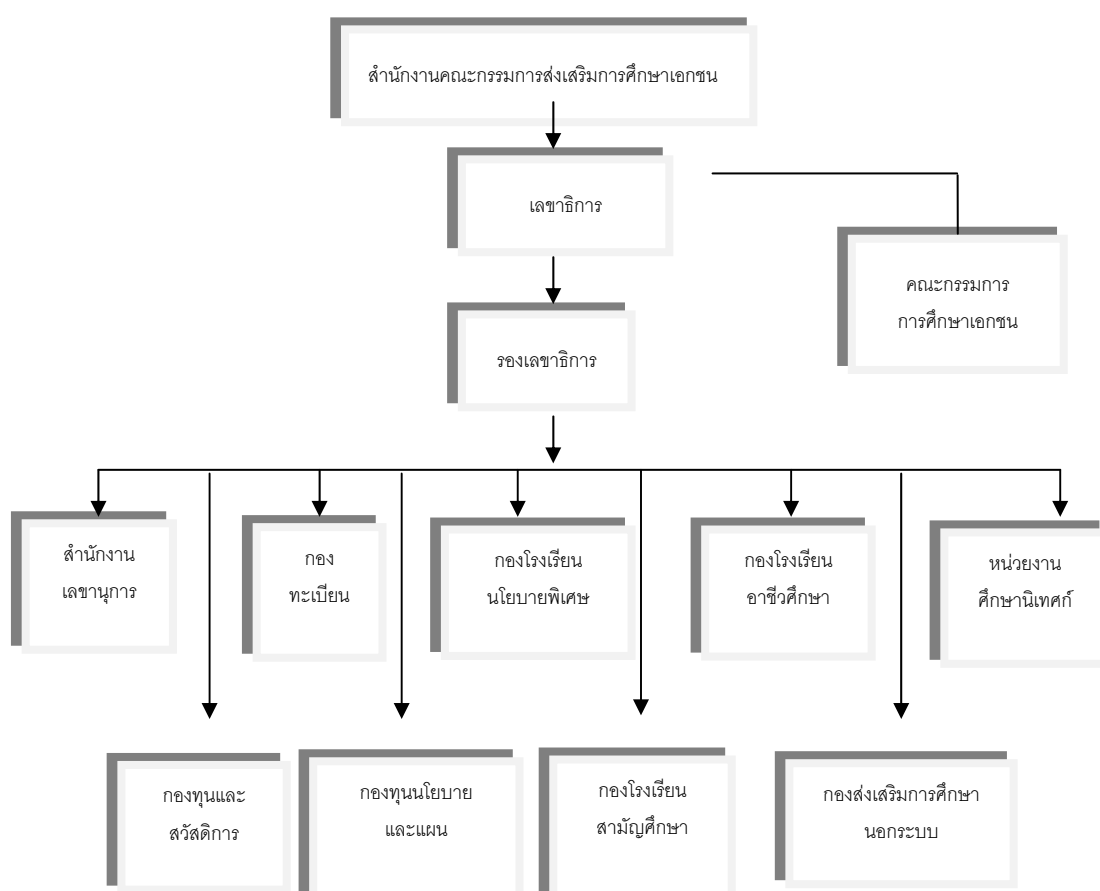 สำนักงานคณะกรรมการส่งเสริมการศึกษาเอกชน
เลขาธิการ
คณะกรรมการ
การศึกษาเอกชน
รองเลขาธิการ
สำนักงาน
เลขานุการ
กอง
ทะเบียน
กองโรงเรียน
นโยบายพิเศษ
กองโรงเรียน
อาชีวศึกษา
หน่วยงาน
ศึกษานิเทศก์
กองทุนและ
สวัสดิการ
กองทุนนโยบาย
และแผน
กองโรงเรียน
สามัญศึกษา
กองส่งเสริมการศึกษา
นอกระบบ